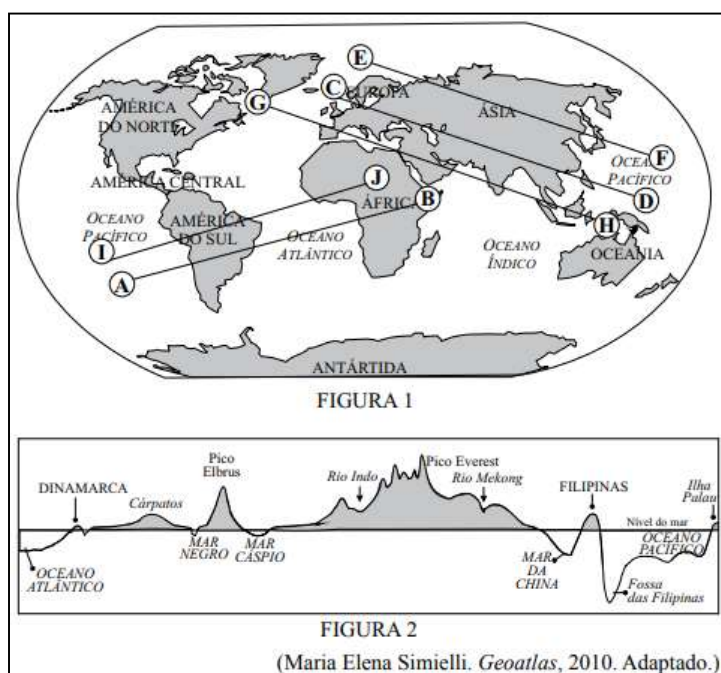 E
C
EUROPA
G
AMÉRICA
DO NORTE
ÁSIA
OCEANO
PACÍFICO
F
AMÉRICA CENTRAL
J
ÁFRICA
B
D
OCEANO
PACÍFICO
AMÉRICA
DO SUL
OCEANO
ATLÂNTICO
OCEANO
ÍNDICO
H
OCEANIA
I
A
ANTÁRTIDA
FIGURA 1
DINAMARCA
Cárpatos
Pico
Elbrus
Rio Indo
Pico Everest
Rio Mekong
FILIPINAS
Ilha
Palau
Nível do mar
OCEANO
ATLÂNTICO
MAR
NEGRO
MAR
CÁSPIO
MAR
DA
CHINA
OCEANO
PACÍFICO
Fossa
das Filipinas
FIGURA 2
(Maria Elena Simielli. Geoatlas, 2010. Adaptado.)